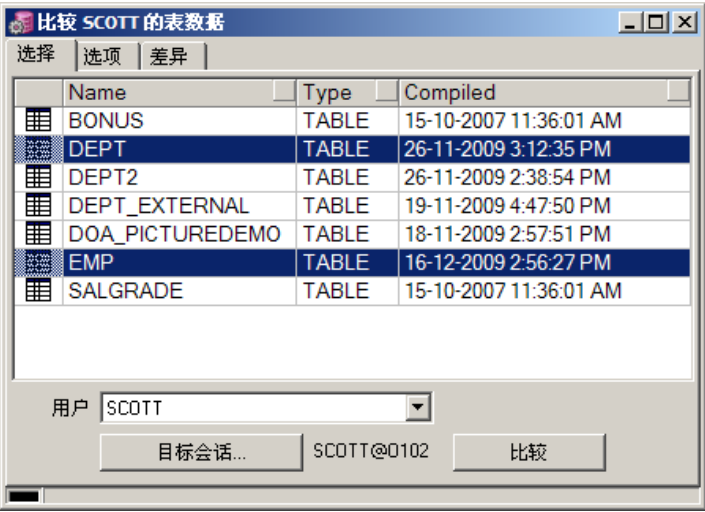 比较 SCOTT 的表数据
选择 选项 差异
Name Type Compiled
BONUS TABLE 15-10-2007 11:36:01 AM
DEPT TABLE 26-11-2009 3:12:35 PM
DEPT2 TABLE 26-11-2009 2:38:54 PM
DEPT_EXTERNAL TABLE 19-11-2009 4:47:50 PM
DOA_PICTUREDEMO TABLE 18-11-2009 2:57:51 PM
EMP TABLE 16-12-2009 2:56:27 PM
SALGRADE TABLE 15-10-2007 11:36:01 AM
用户 SCOTT
目标会话... SCOTT@O102 比较